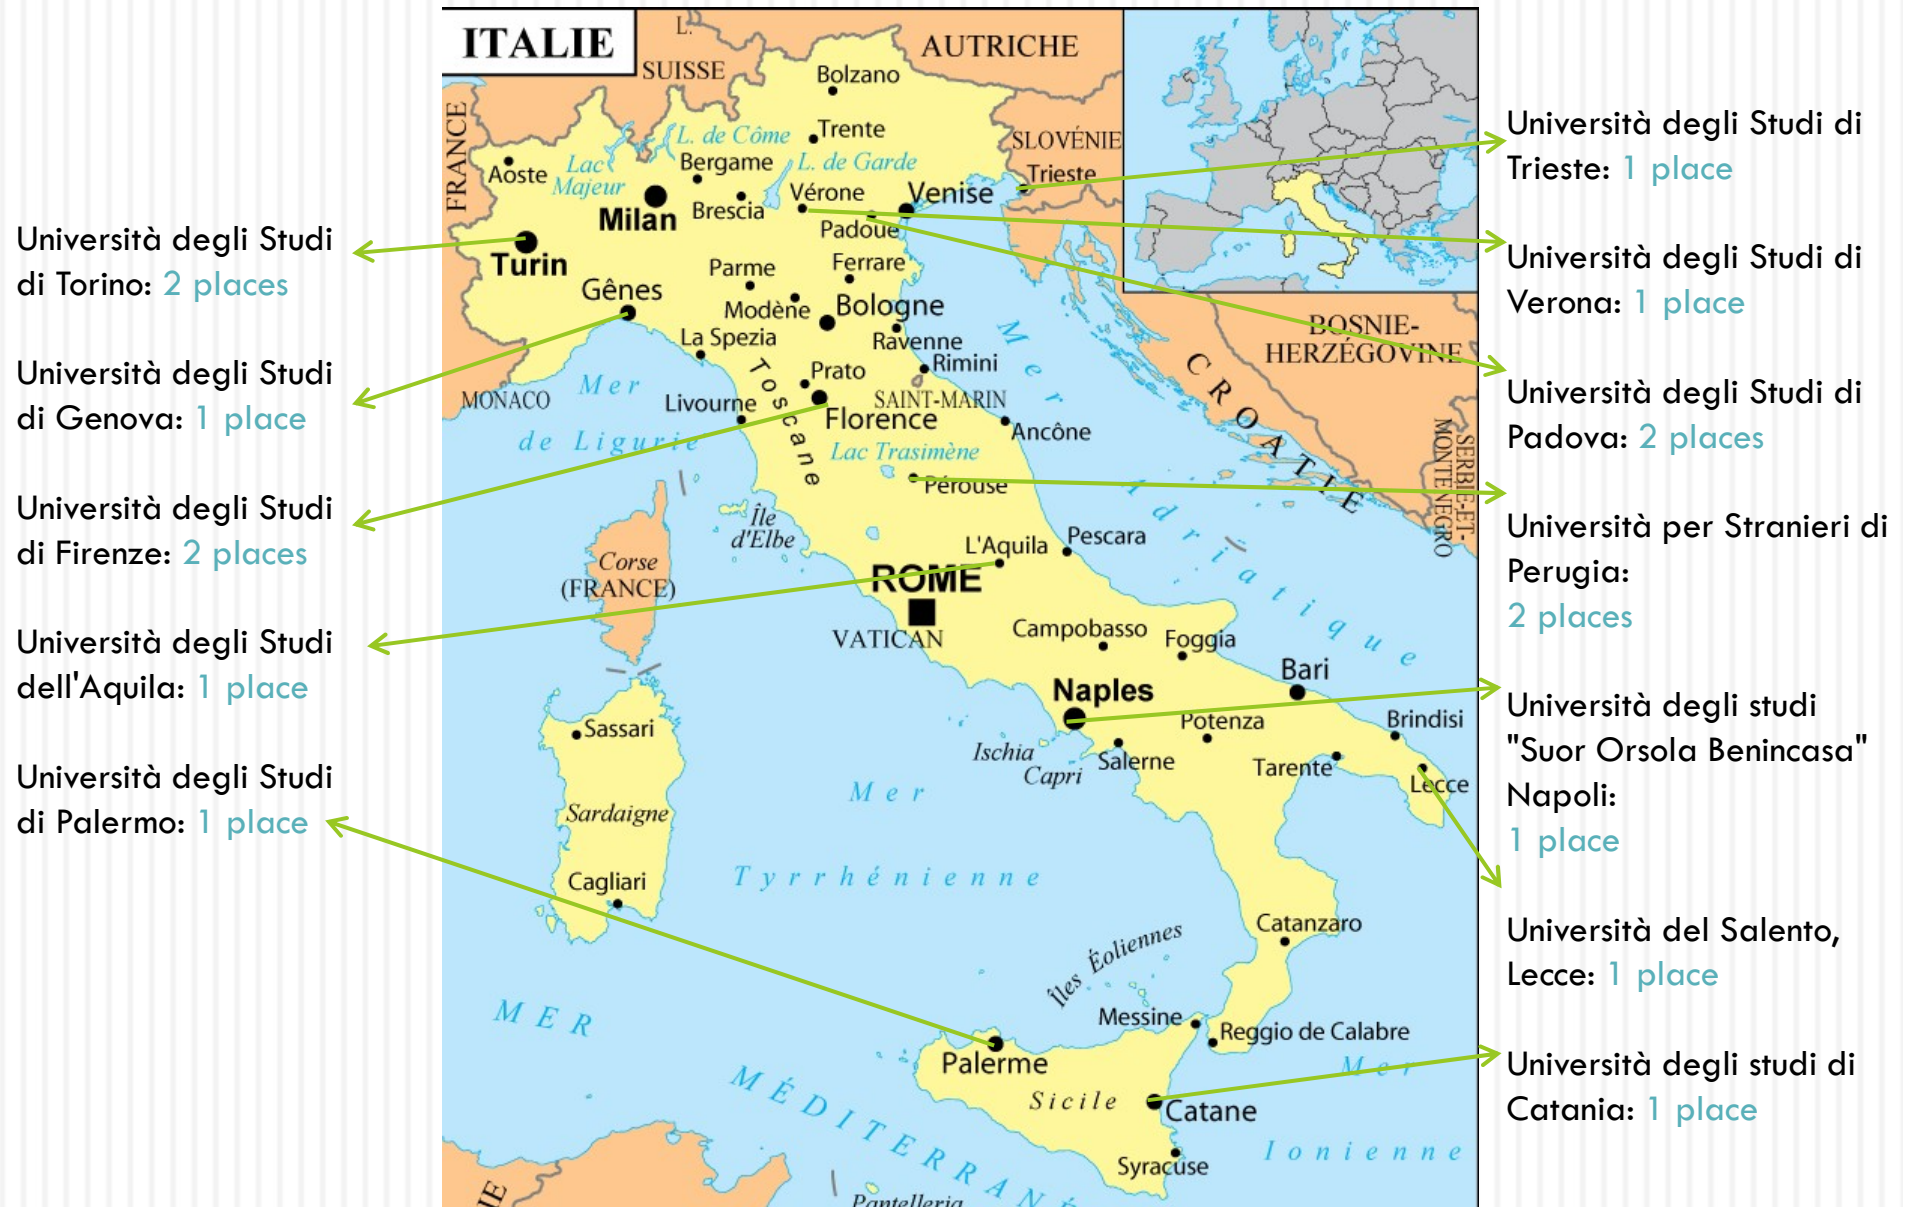 Università degli Studi
di Torino: 2 places
Università degli Studi
di Genova: 1 place
Università degli Studi
di Firenze: 2 places
Università degli Studi
dell'Aquila: 1 place
Università degli Studi
di Palermo: 1 place
ITALIE
L.
SUISSE
AUTRICHE
FRANCE
SLOVÉNIE
Bolzano
Trente
L. de Côme
Bergame
L. de Garde
Trieste
Aoste
Lac
Majeur
Milan
Brescia
Vérone
Venise
Padoue
Turin
Parme
Ferrare
Gênes
Modène
Bologne
La Spezia
Ravenne
Prato
Rimini
MONACO
Mer
de Ligurie
Livourne
Toscane
SAINT-MARIN
Florence
Ancône
Lac Trasimène
Pérouse
BOSNIE-
HERZÉGOVINE
CROATIE
SERBIE-ET-
MONTÉNÉGRO
Mer
Adriatique
Île
d'Elbe
Corse
(FRANCE)
L'Aquila
Pescara
ROME
VATICAN
Campobasso
Foggia
Bari
Naples
Potenza
Brindisi
Sassari
Ischia
Capri
Salerne
Tarente
Lecce
Sardaigne
Mer
Tyrrhénienne
Cagliari
Catanzaro
Îles Éoliennes
Messine
Reggio de Calabre
Palerme
Sicile
Catane
Mer
Ionienne
Syracuse
MER
MÉDITERRANÉ
Pantelleria
IE
Università degli Studi di
Trieste: 1 place
Università degli Studi di
Verona: 1 place
Università degli Studi di
Padova: 2 places
Università per Stranieri di
Perugia:
2 places
Università degli studi
"Suor Orsola Benincasa"
Napoli:
1 place
Università del Salento,
Lecce: 1 place
Università degli studi di
Catania: 1 place